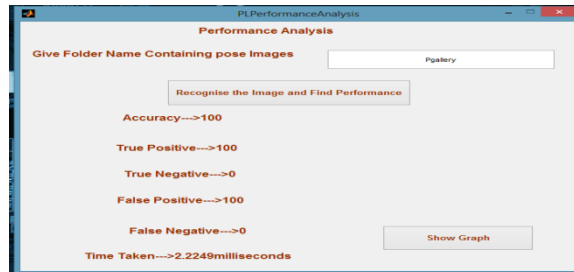 PLPerformanceAnalysis
Performance Analysis
Give Folder Name Containing pose Images
Pgallery
Recognise the Image and Find Performance
Accuracy--->100
True Positive--->100
True Negative--->0
False Positive--->100
False Negative--->0
Show Graph
Time Taken--->2.2249milliseconds